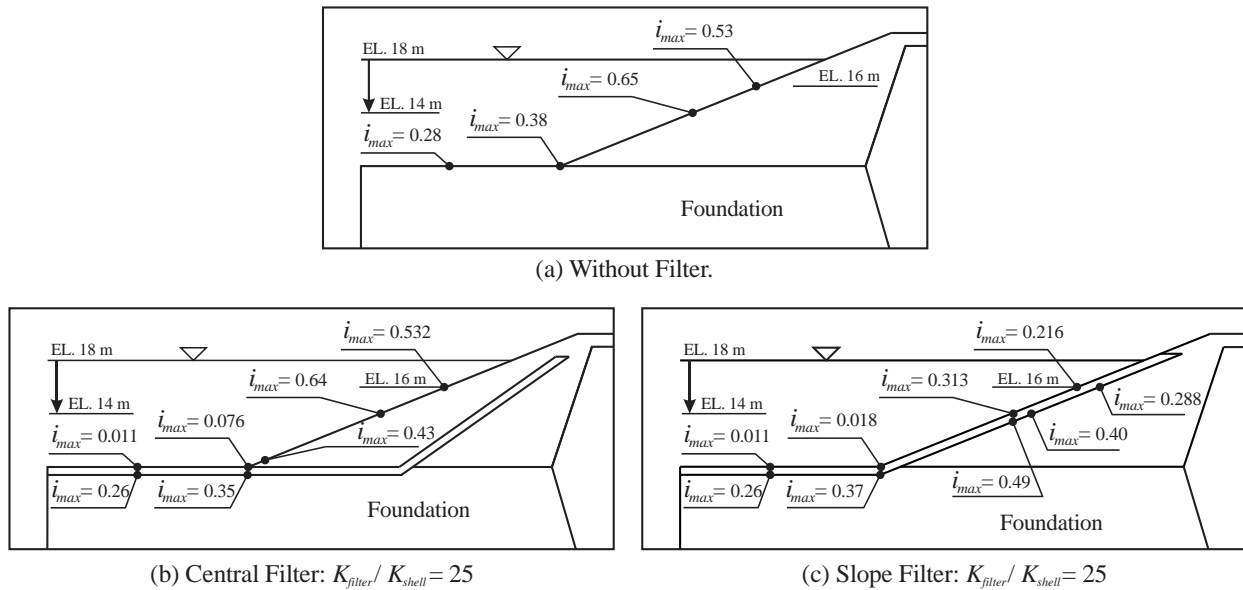 EL. 18 m
i_max = 0.53
i_max = 0.65
EL. 16 m
EL. 14 m
i_max = 0.28
i_max = 0.38
Foundation
(a) Without Filter.
EL. 18 m
i_max = 0.532
i_max = 0.64
EL. 16 m
EL. 14 m
i_max = 0.011
i_max = 0.076
i_max = 0.43
i_max = 0.26
i_max = 0.35
Foundation
(b) Central Filter: K_filter / K_shell = 25
EL. 18 m
i_max = 0.216
i_max = 0.313
EL. 16 m
EL. 14 m
i_max = 0.288
i_max = 0.011
i_max = 0.018
i_max = 0.40
i_max = 0.26
i_max = 0.37
i_max = 0.49
Foundation
(c) Slope Filter: K_filter / K_shell = 25